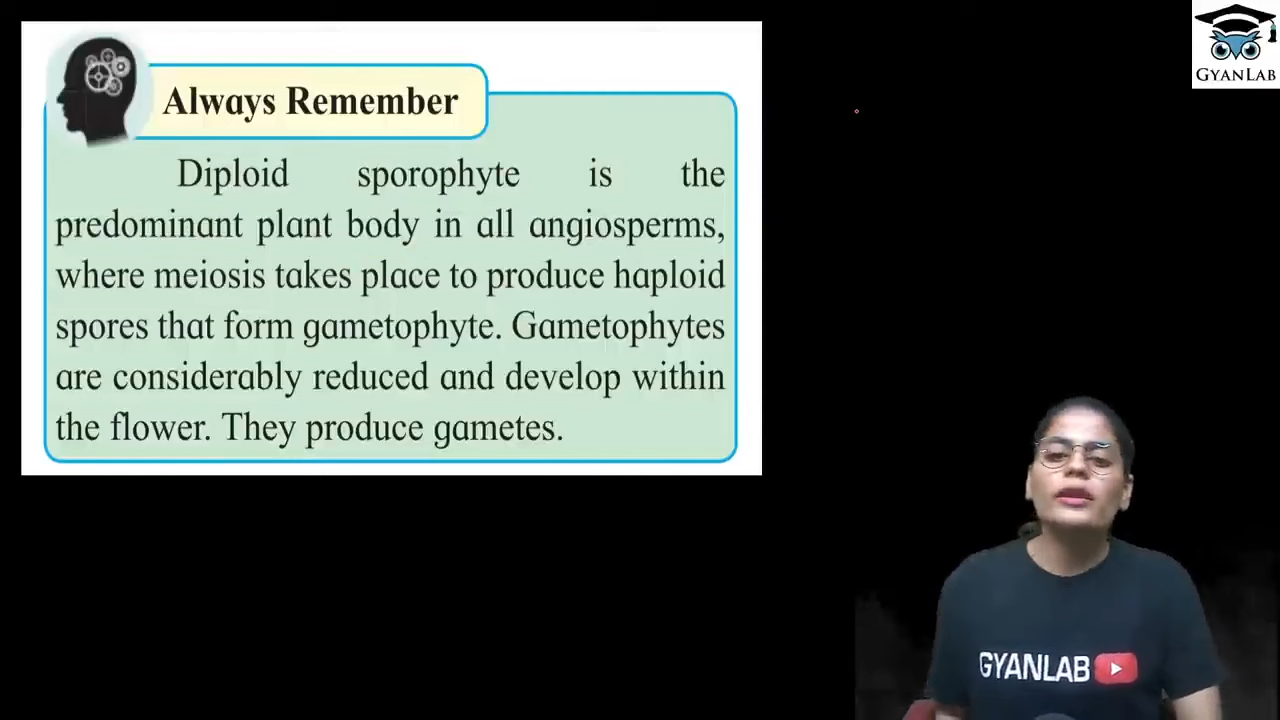 GYANLAB
Always Remember
Diploid sporophyte is the
predominant plant body in all angiosperms,
where meiosis takes place to produce haploid
spores that form gametophyte. Gametophytes
are considerably reduced and develop within
the flower. They produce gametes.
GYANLAB